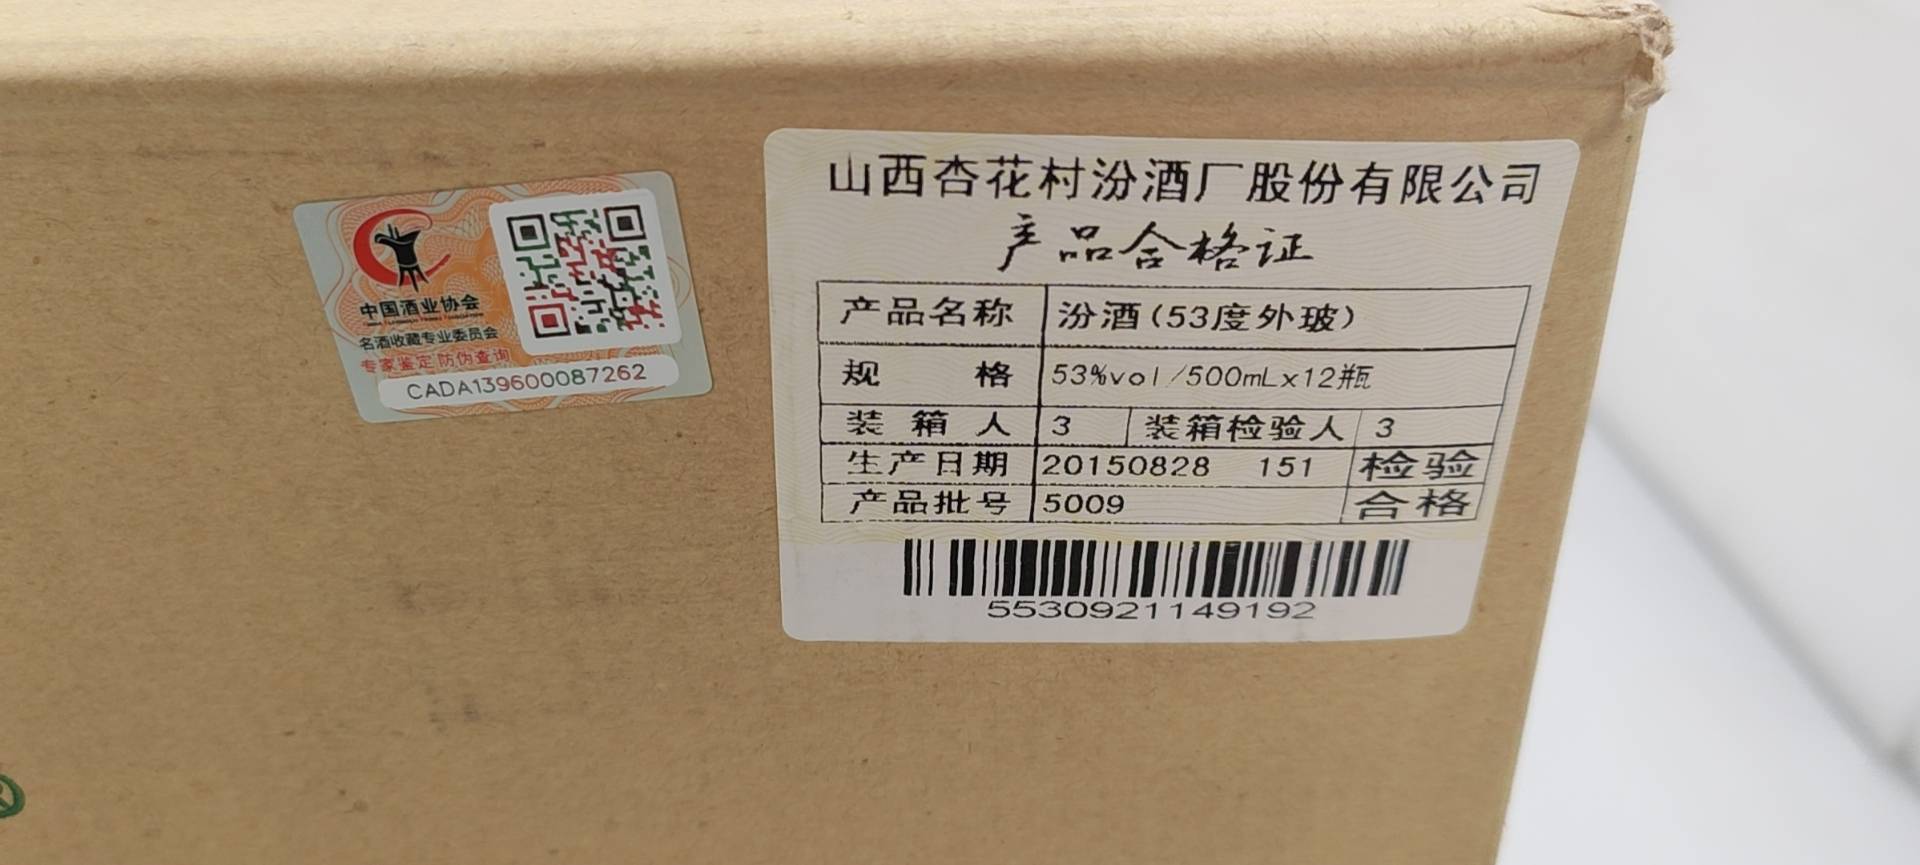 中国酒业协会
名酒收藏专业委员会
专家鉴定 防伪查询
CADA139600087262
山西杏花村汾酒厂股份有限公司
产品合格证
产品名称 汾酒(53度外玻)
规 格 53%vol/500mLx12瓶
装箱人 3 装箱检验人 3
生产日期 20150828 151 检验
产品批号 5009 合格
5530921149192
®